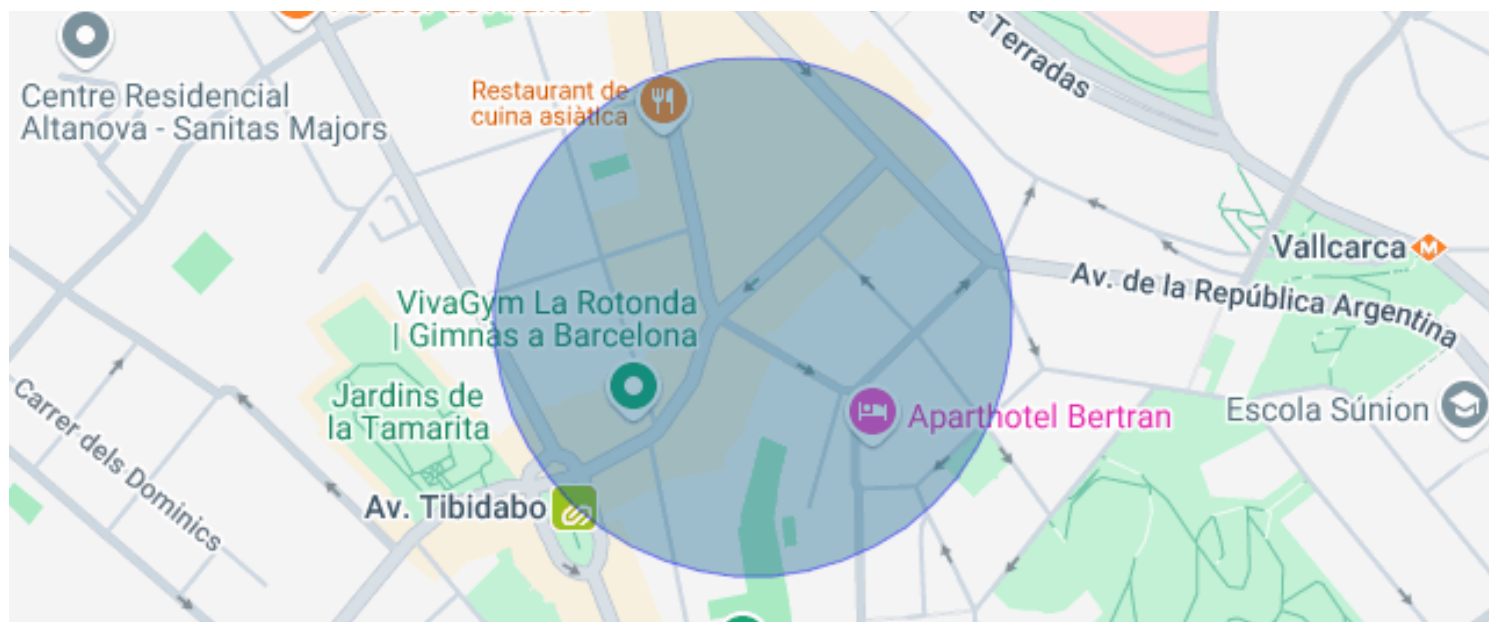 e Terradas
Centre Residencial
Altanova - Sanitas Majors
Restaurant de
cuina asiàtica
Vallcarca
M
Av. de la República Argentina
VivaGym La Rotonda
| Gimnàs a Barcelona
Jardins de
la Tamarita
Carrer dels Dominics
Aparthotel Bertran
Escola Súnion
Av. Tibidabo